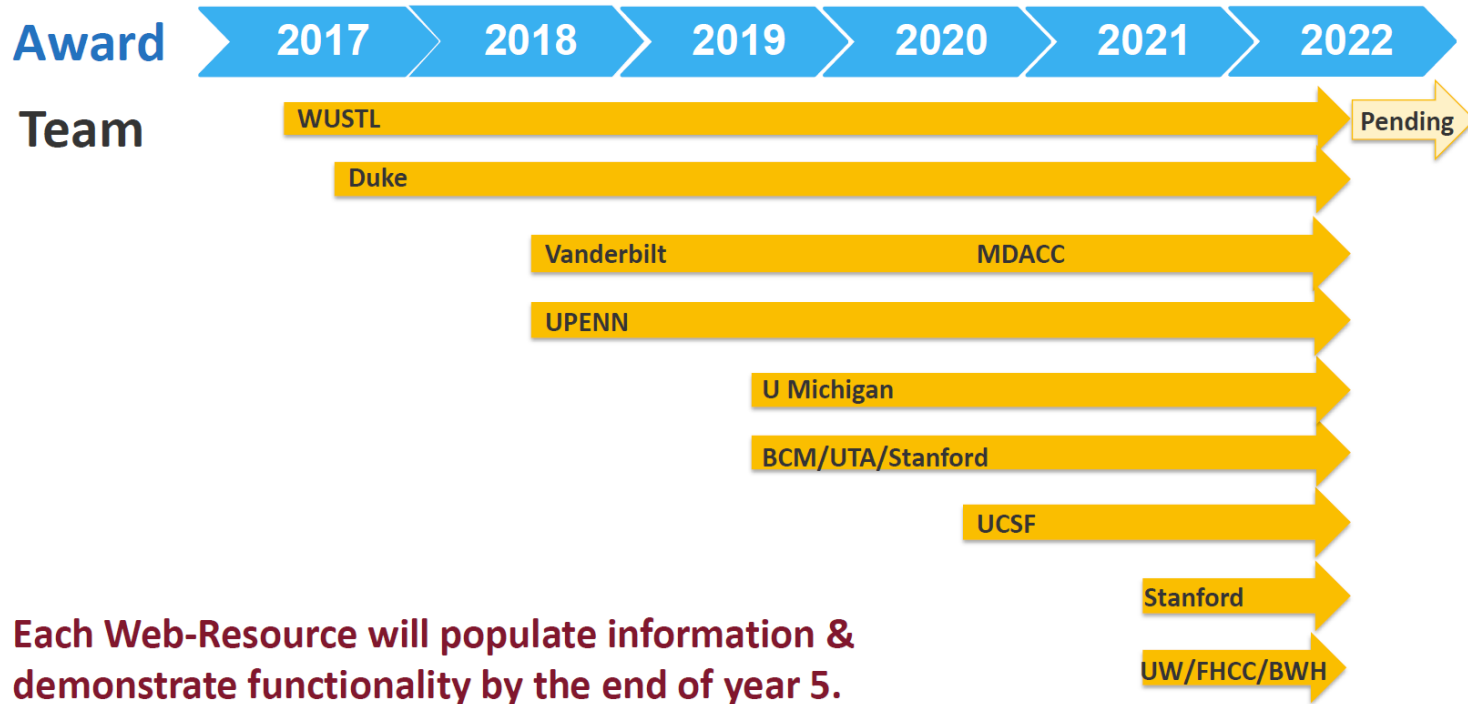 Award 2017 2018 2019 2020 2021 2022
Team
WUSTL
Pending
Duke
Vanderbilt MDACC
UPENN
U Michigan
BCM/UTA/Stanford
UCSF
Stanford
UW/FHCC/BWH
Each Web-Resource will populate information &
demonstrate functionality by the end of year 5.